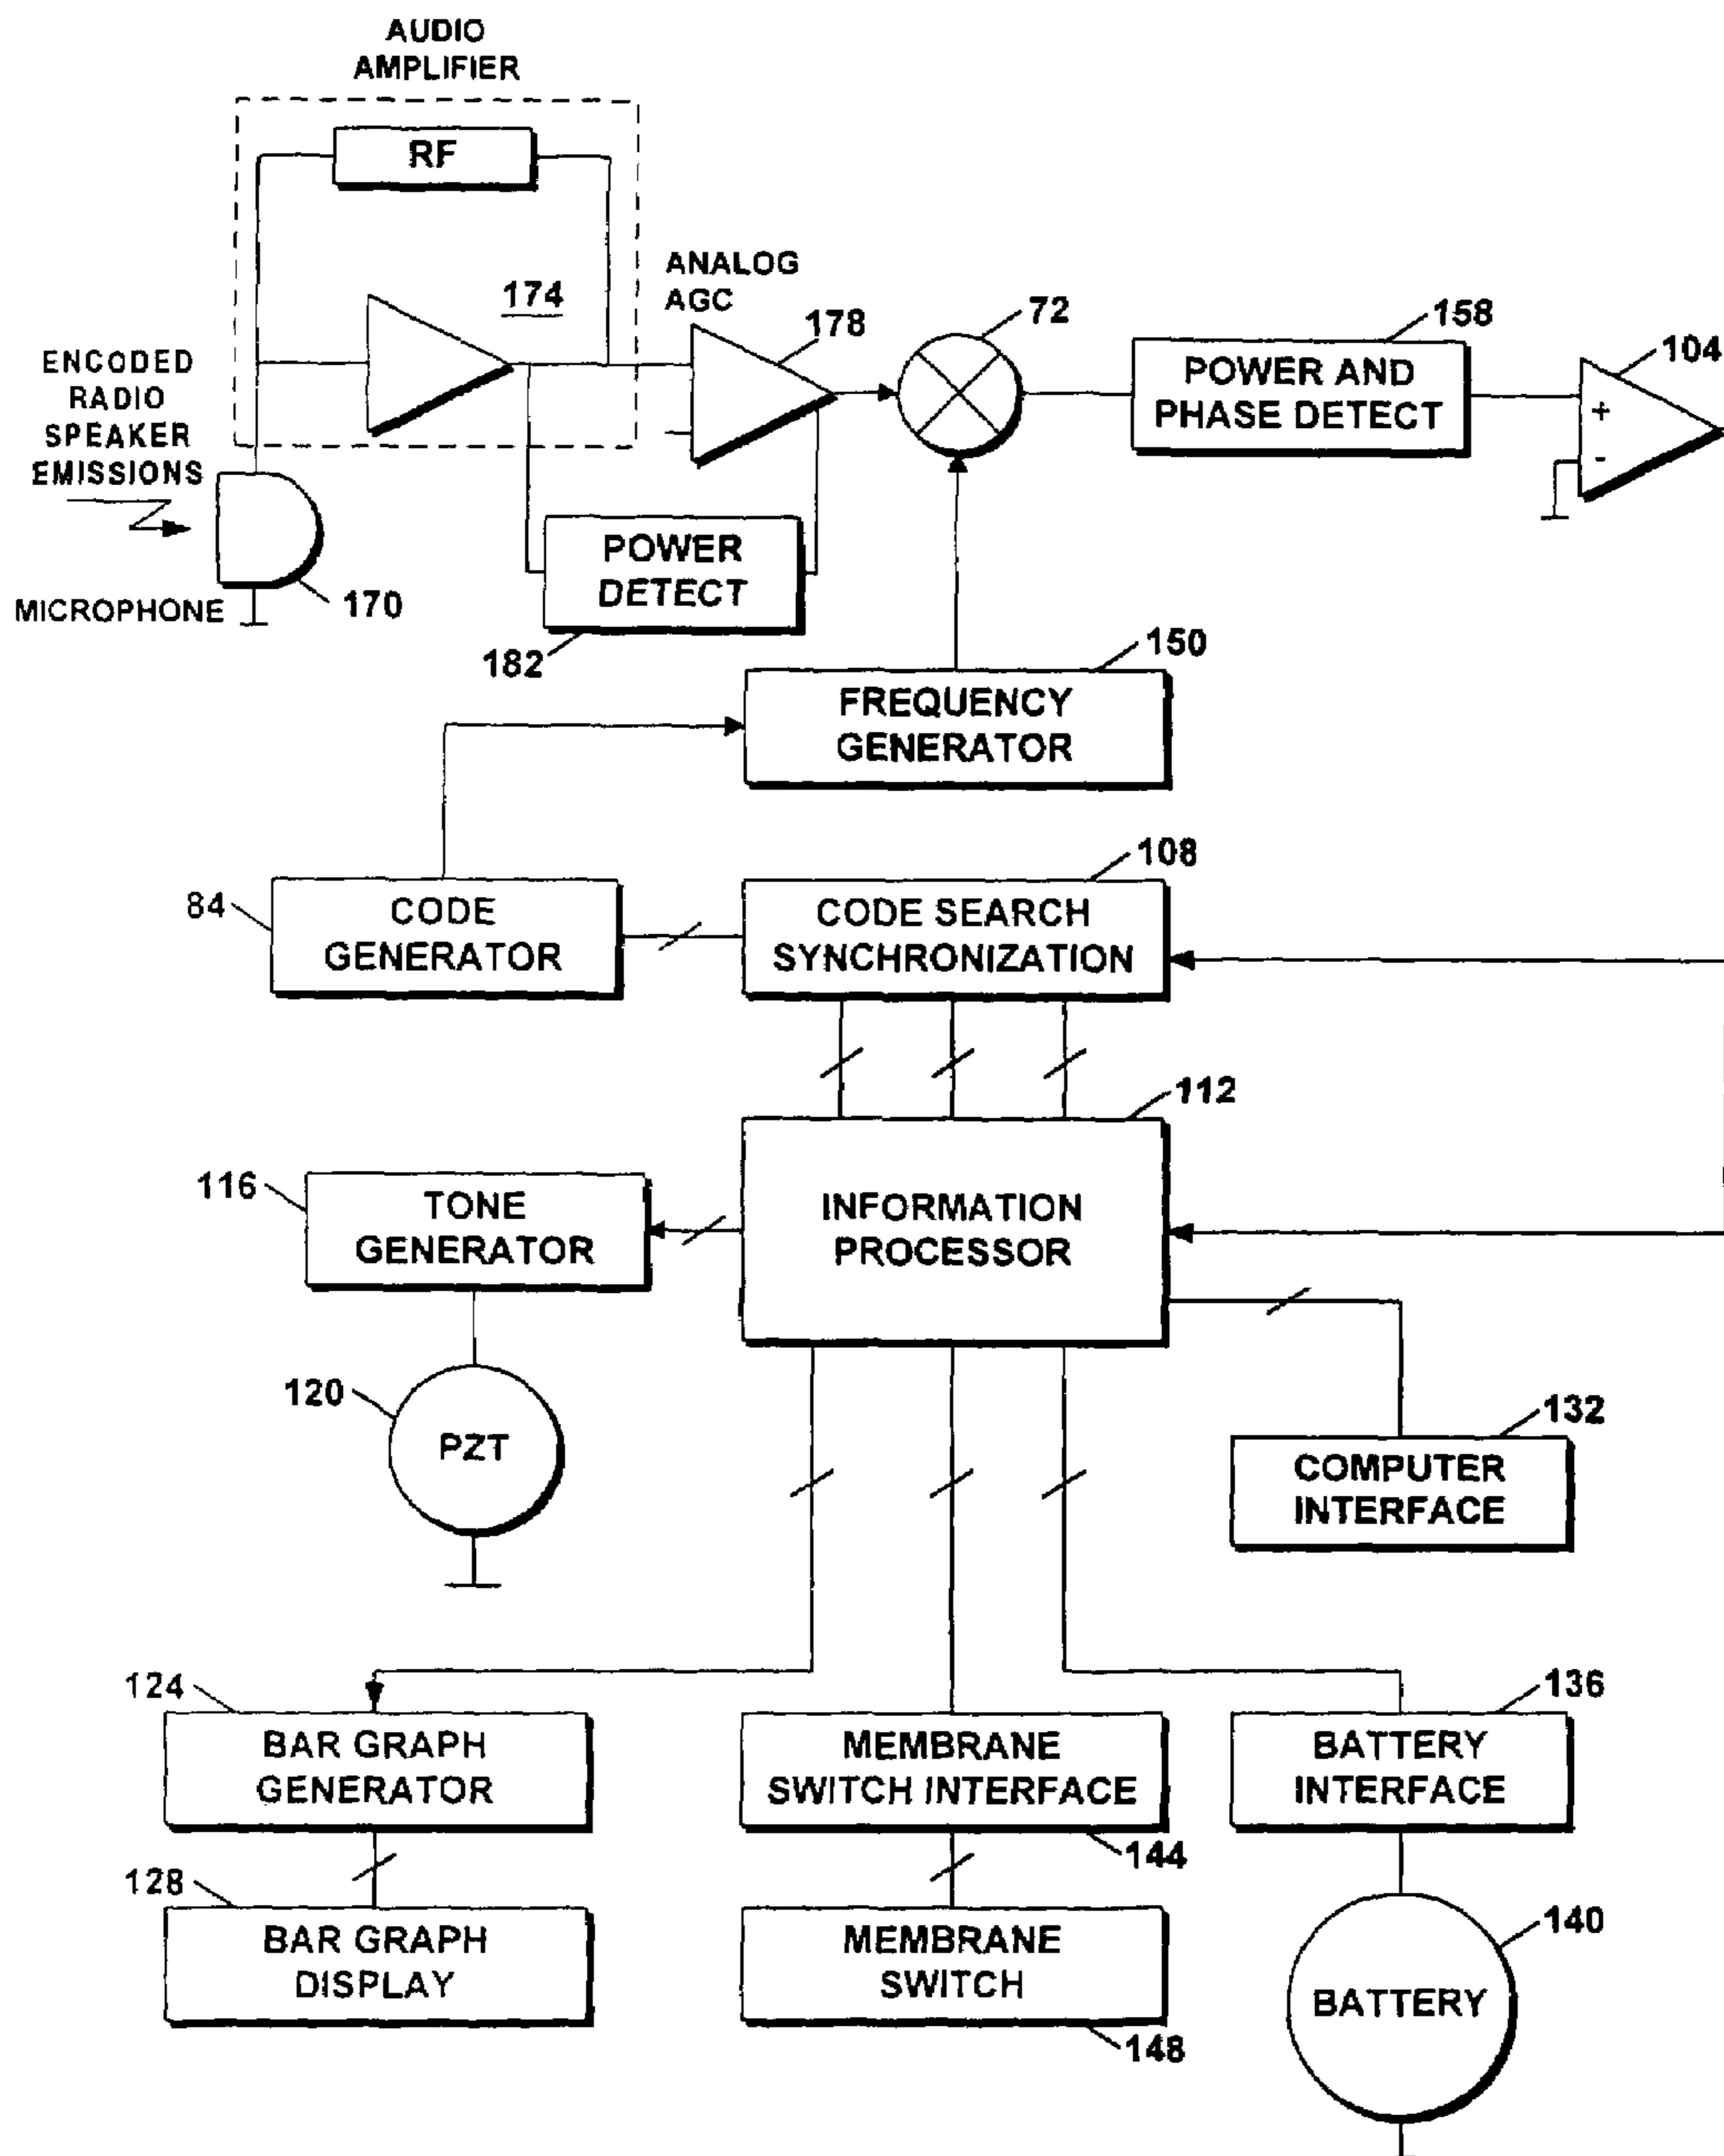 AUDIO
AMPLIFIER
RF
174
ANALOG
AGC
178
72
158
POWER AND
PHASE DETECT
104
+
-
ENCODED
RADIO
SPEAKER
EMISSIONS
MICROPHONE
170
POWER
DETECT
182
150
FREQUENCY
GENERATOR
84
CODE
GENERATOR
108
CODE SEARCH
SYNCHRONIZATION
112
INFORMATION
PROCESSOR
116
TONE
GENERATOR
120
PZT
132
COMPUTER
INTERFACE
124
BAR GRAPH
GENERATOR
MEMBRANE
SWITCH INTERFACE
144
136
BATTERY
INTERFACE
128
BAR GRAPH
DISPLAY
MEMBRANE
SWITCH
148
140
BATTERY